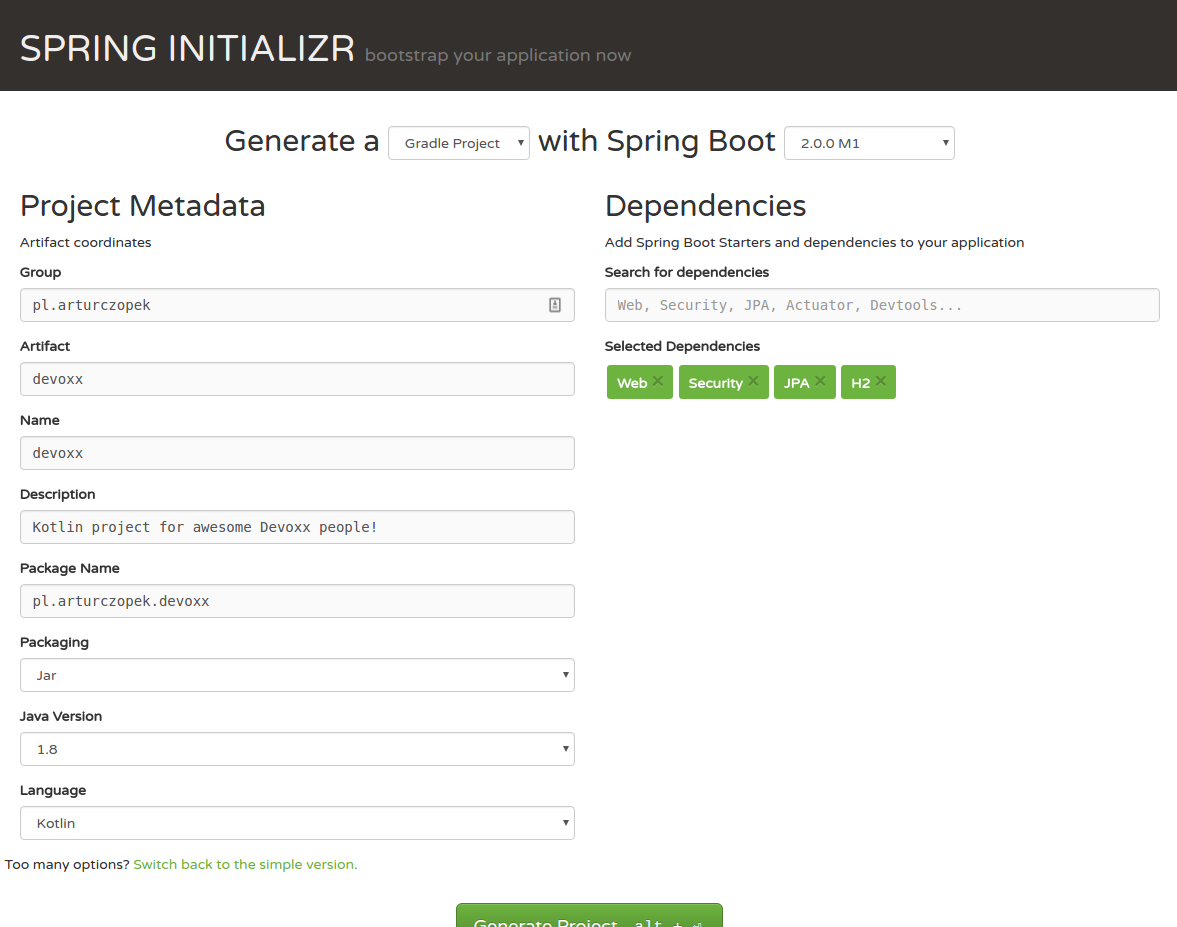 SPRING INITIALIZR bootstrap your application now
Generate a Gradle Project with Spring Boot 2.0.0 M1
Project Metadata
Artifact coordinates
Group
pl.arturczopek
Artifact
devoxx
Name
devoxx
Description
Kotlin project for awesome Devoxx people!
Package Name
pl.arturczopek.devoxx
Packaging
Jar
Java Version
1.8
Language
Kotlin
Too many options? Switch back to the simple version.
Dependencies
Add Spring Boot Starters and dependencies to your application
Search for dependencies
Web, Security, JPA, Actuator, Devtools...
Selected Dependencies
Web Security JPA H2
Generate Project alt +